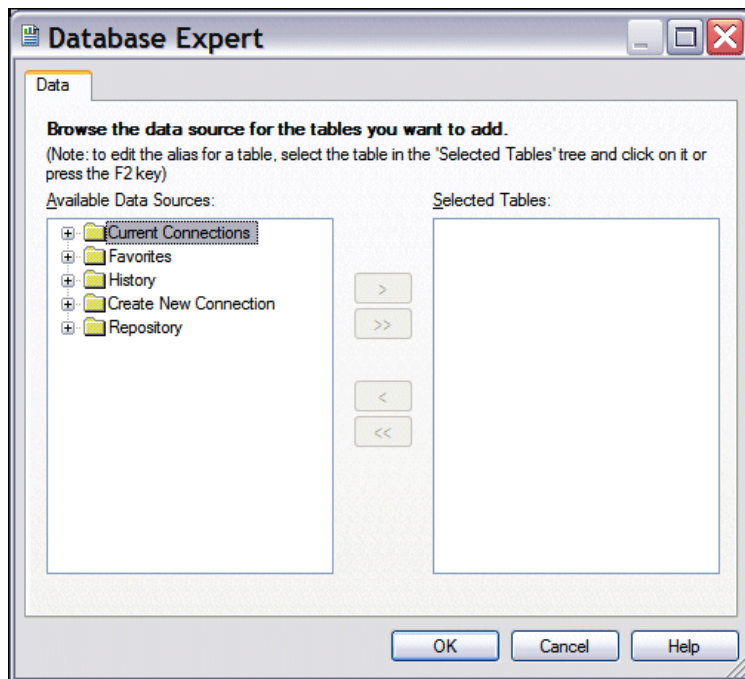 Database Expert
Data
Browse the data source for the tables you want to add.
(Note: to edit the alias for a table, select the table in the 'Selected Tables' tree and click on it or
press the F2 key)
Available Data Sources:
Selected Tables:
Current Connections
Favorites
History
Create New Connection
Repository
>
>>
<
<<
OK
Cancel
Help